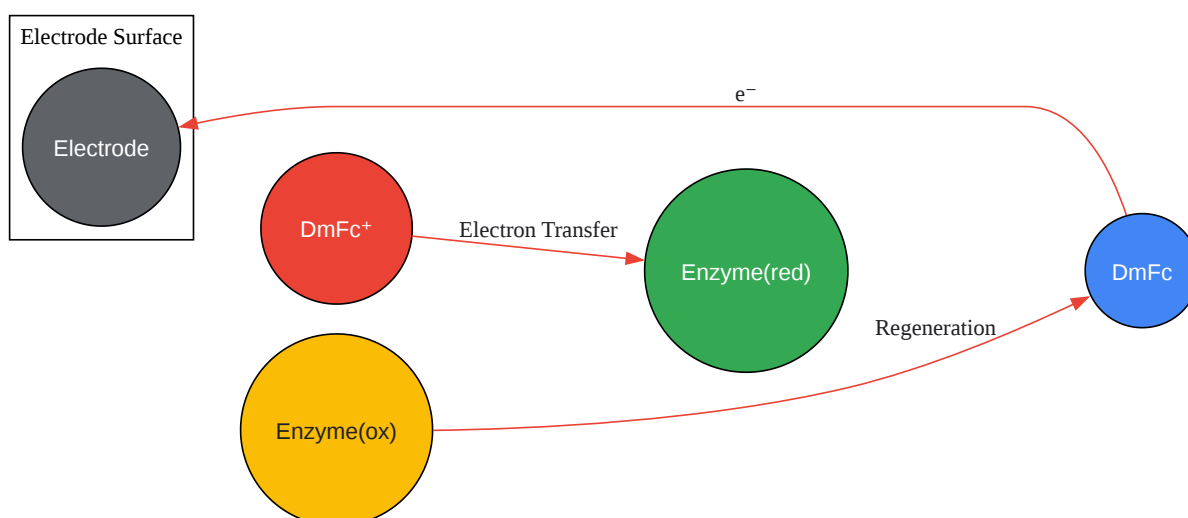 Electrode Surface
Electrode
e⁻
DmFc⁺
Electron Transfer
Enzyme(red)
DmFc
Regeneration
Enzyme(ox)